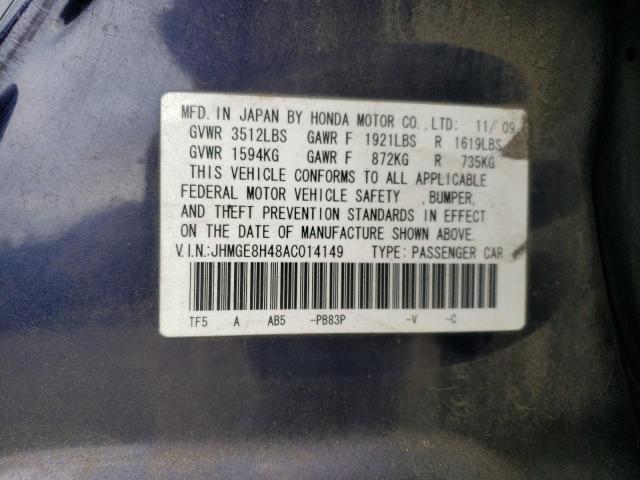 MFD. IN JAPAN BY HONDA MOTOR CO.,LTD: 11/09
GVWR 3512LBS GAWR F 1921LBS R 1619LBS
GVWR 1594KG GAWR F 872KG R 735KG
THIS VEHICLE CONFORMS TO ALL APPLICABLE
FEDERAL MOTOR VEHICLE SAFETY ,BUMPER,
AND THEFT PREVENTION STANDARDS IN EFFECT
ON THE DATE OF MANUFACTURE SHOWN ABOVE.
V.I.N.:JHMGE8H48AC014149 TYPE: PASSENGER CAR
TF5 A AB5 -PB83P -V -C